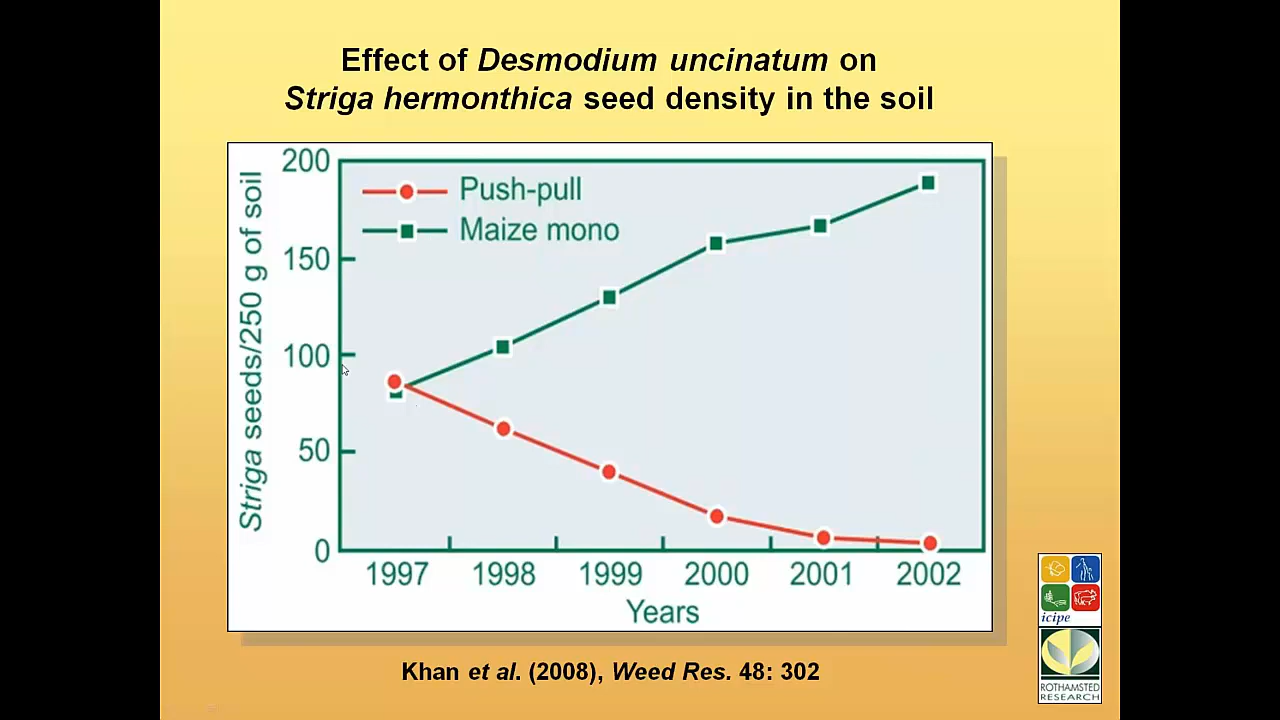 Effect of Desmodium uncinatum on
Striga hermonthica seed density in the soil
Striga seeds/250 g of soil
200
150
100
50
0
Push-pull
Maize mono
1997 1998 1999 2000 2001 2002
Years
Khan et al. (2008), Weed Res. 48: 302
icipe
ROTHAMSTED
RESEARCH